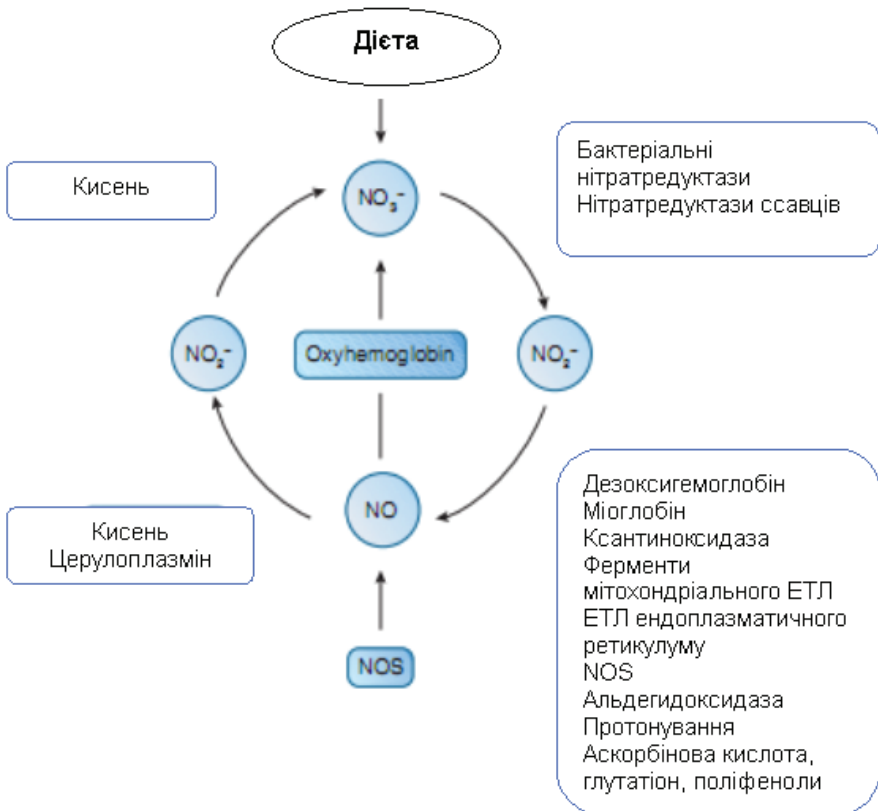 Дієта
Кисень
NO₃⁻
Бактеріальні
нітратредуктази
Нітратредуктази ссавців
NO₂⁻
Oxyhemoglobin
NO₂⁻
Кисень
Церулоплазмін
NO
NOS
Дезоксигемоглобін
Міоглобін
Ксантиноксидаза
Ферменти
мітохондріального ЕТЛ
ЕТЛ ендоплазматичного
ретикулуму
NOS
Альдегідоксидаза
Протонування
Аскорбінова кислота,
глутатіон, поліфеноли